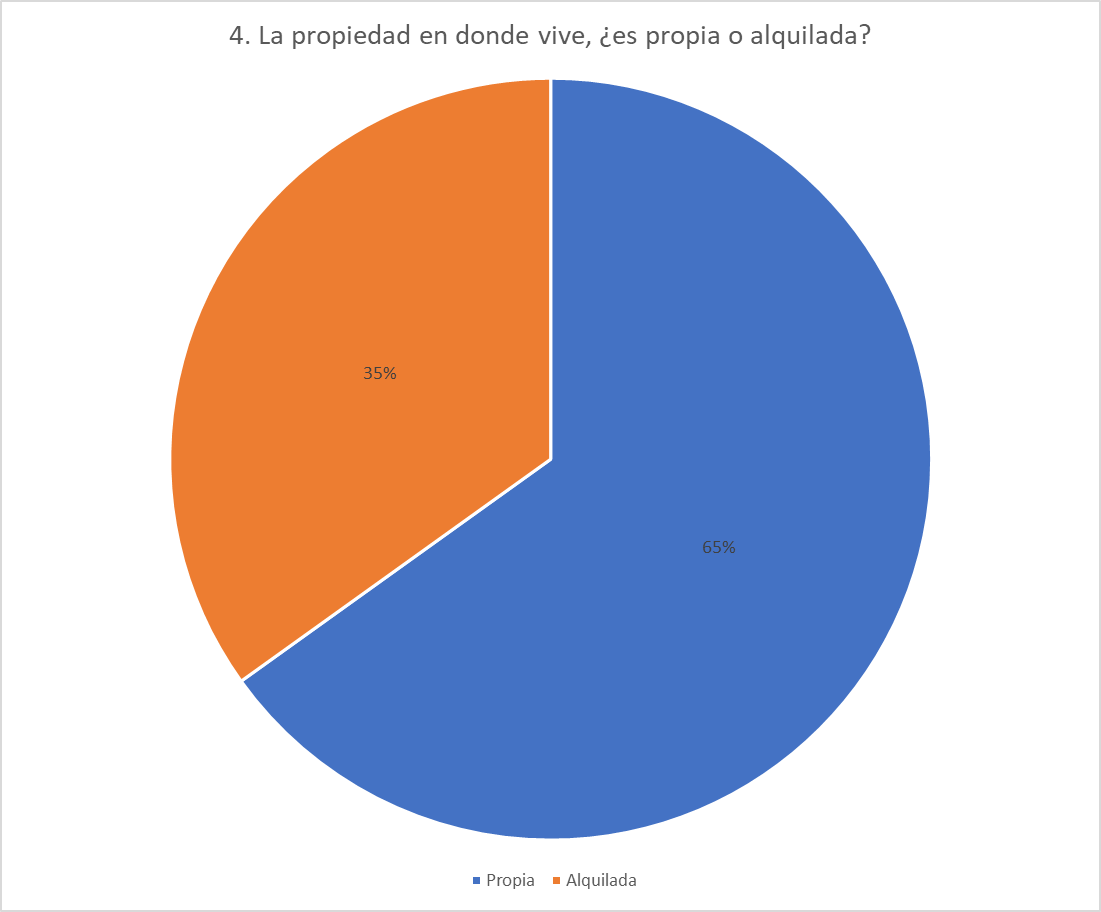 4. La propiedad en donde vive, ¿es propia o alquilada?
35%
65%
Propia Alquilada